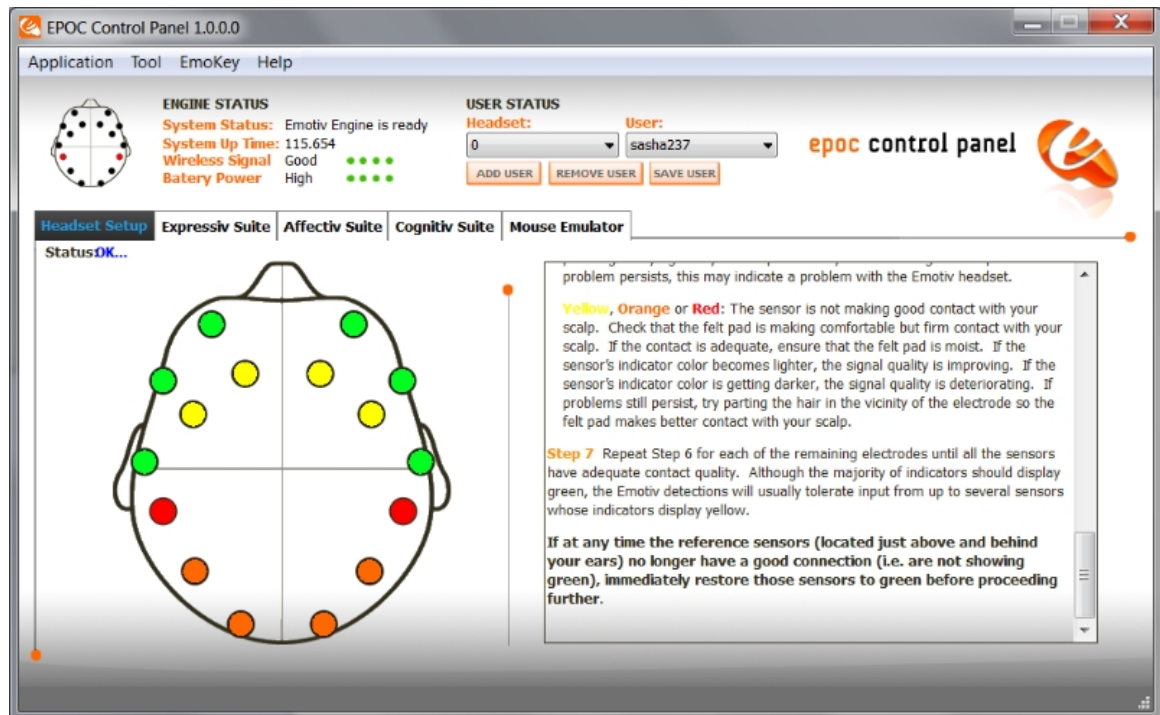 EPOC Control Panel 1.0.0.0
Application Tool EmoKey Help
ENGINE STATUS
System Status: Emotiv Engine is ready
System Up Time: 115.654
Wireless Signal Good
Batery Power High
USER STATUS
Headset: User:
0 sasha237
ADD USER REMOVE USER SAVE USER
epoc control panel
Headset Setup Expressiv Suite Affectiv Suite Cognitiv Suite Mouse Emulator
Status:OK...
problem persists, this may indicate a problem with the Emotiv headset.
Yellow, Orange or Red: The sensor is not making good contact with your
scalp. Check that the felt pad is making comfortable but firm contact with your
scalp. If the contact is adequate, ensure that the felt pad is moist. If the
sensor's indicator color becomes lighter, the signal quality is improving. If the
sensor's indicator color is getting darker, the signal quality is deteriorating. If
problems still persist, try parting the hair in the vicinity of the electrode so the
felt pad makes better contact with your scalp.
Step 7 Repeat Step 6 for each of the remaining electrodes until all the sensors
have adequate contact quality. Although the majority of indicators should display
green, the Emotiv detections will usually tolerate input from up to several sensors
whose indicators display yellow.
If at any time the reference sensors (located just above and behind
your ears) no longer have a good connection (i.e. are not showing
green), immediately restore those sensors to green before proceeding
further.